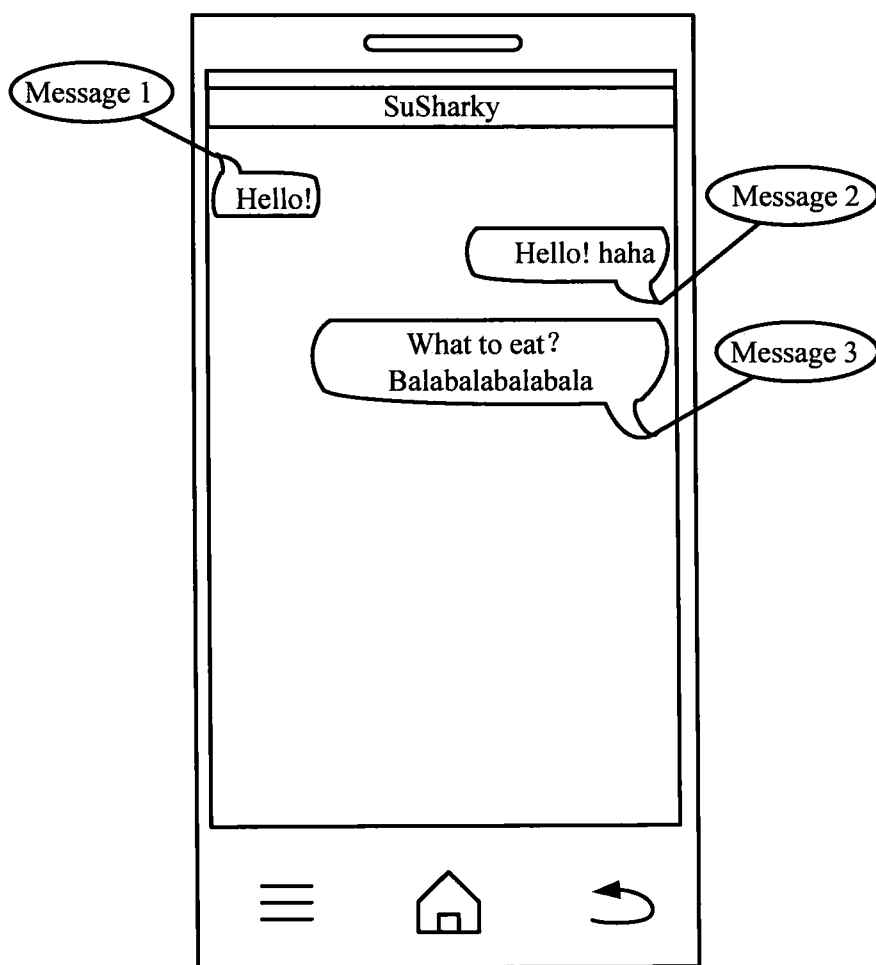 Message 1
SuSharky
Hello!
Message 2
Hello! haha
What to eat?
Balabalabalabala
Message 3